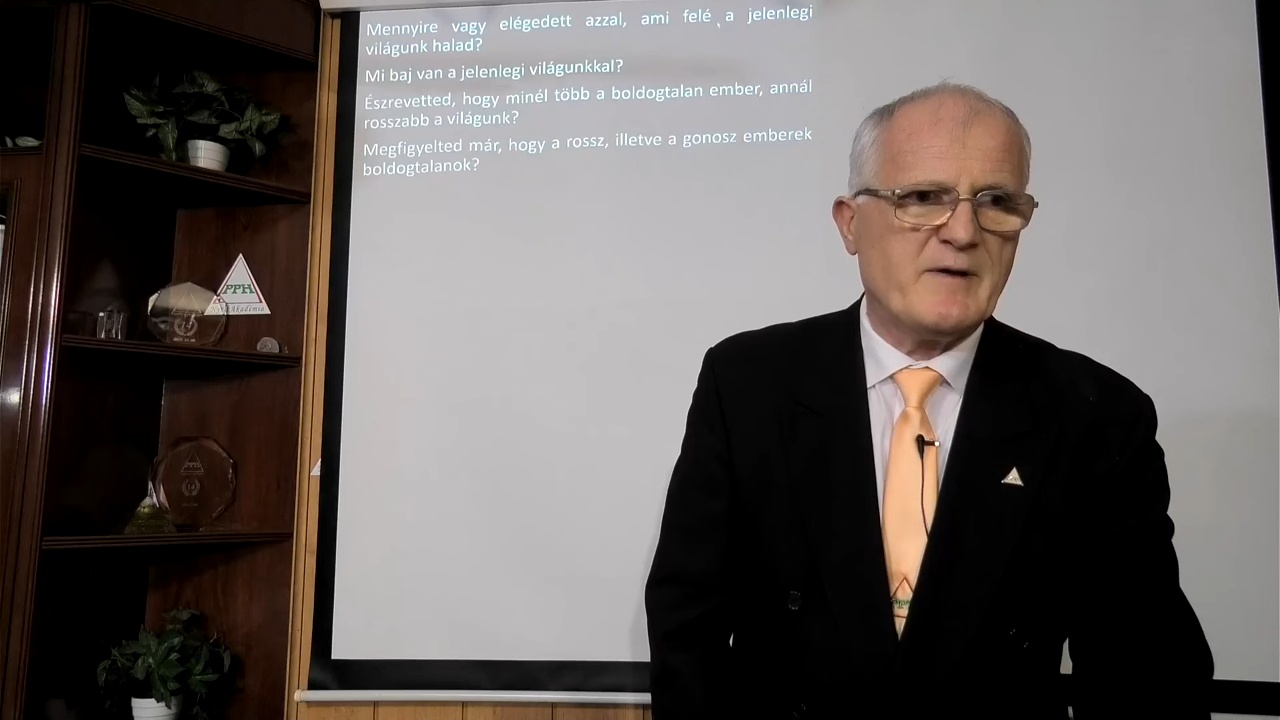 Mennyire vagy elégedett azzal, ami felé a jelenlegi
világunk halad?
Mi baj van a jelenlegi világunkkal?
Észrevetted, hogy minél több a boldogtalan ember, annál
rosszabb a világunk?
Megfigyelted már, hogy a rossz, illetve a gonosz emberek
boldogtalanok?
PPH